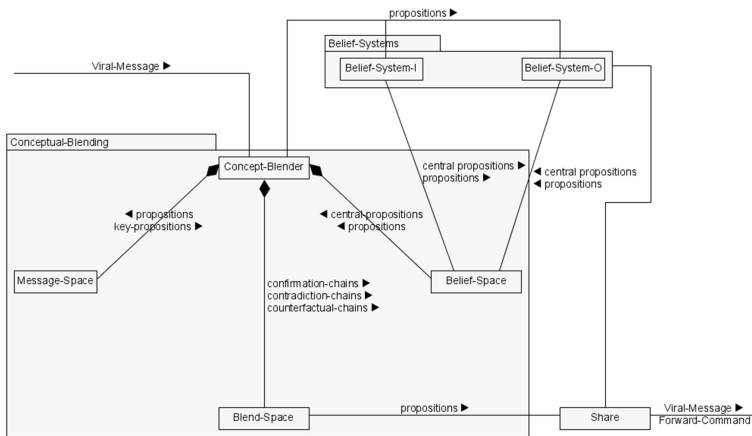 propositions ►
Belief-Systems
Viral-Message ►
Belief-System-I
Belief-System-O
Conceptual-Blending
Concept-Blender
central propositions ►
propositions ►
◄ central propositions
◄ propositions
◄ propositions
key-propositions ►
◄ central-propositions
◄ propositions
Message-Space
Belief-Space
confirmation-chains ►
contradiction-chains ►
counterfactual-chains ►
Blend-Space
propositions ►
Share
Viral-Message ►
Forward-Command